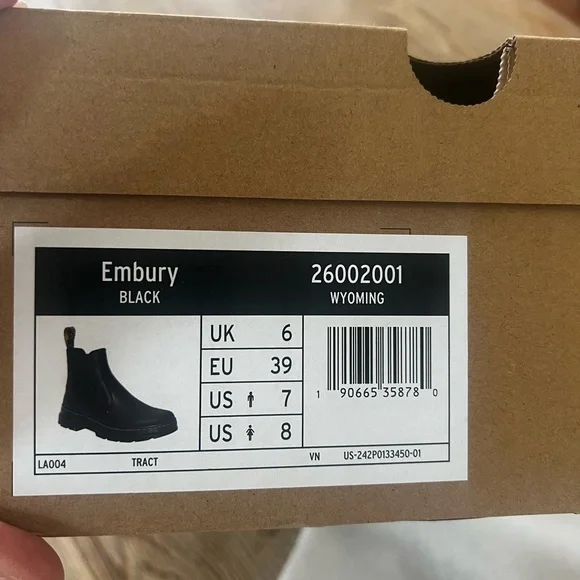 Embury 26002001
BLACK WYOMING
UK 6
EU 39
US 7
US 8
1 90665 35878 0
LA004 TRACT VN US-242P0133450-01